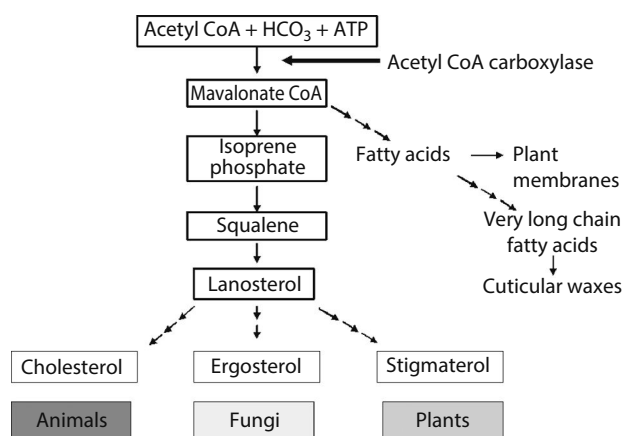 Acetyl CoA + HCO₃ + ATP
Acetyl CoA carboxylase
Mavalonate CoA
Isoprene
phosphate
Fatty acids
Plant
membranes
Squalene
Very long chain
fatty acids
Lanosterol
Cuticular waxes
Cholesterol
Ergosterol
Stigmaterol
Animals
Fungi
Plants